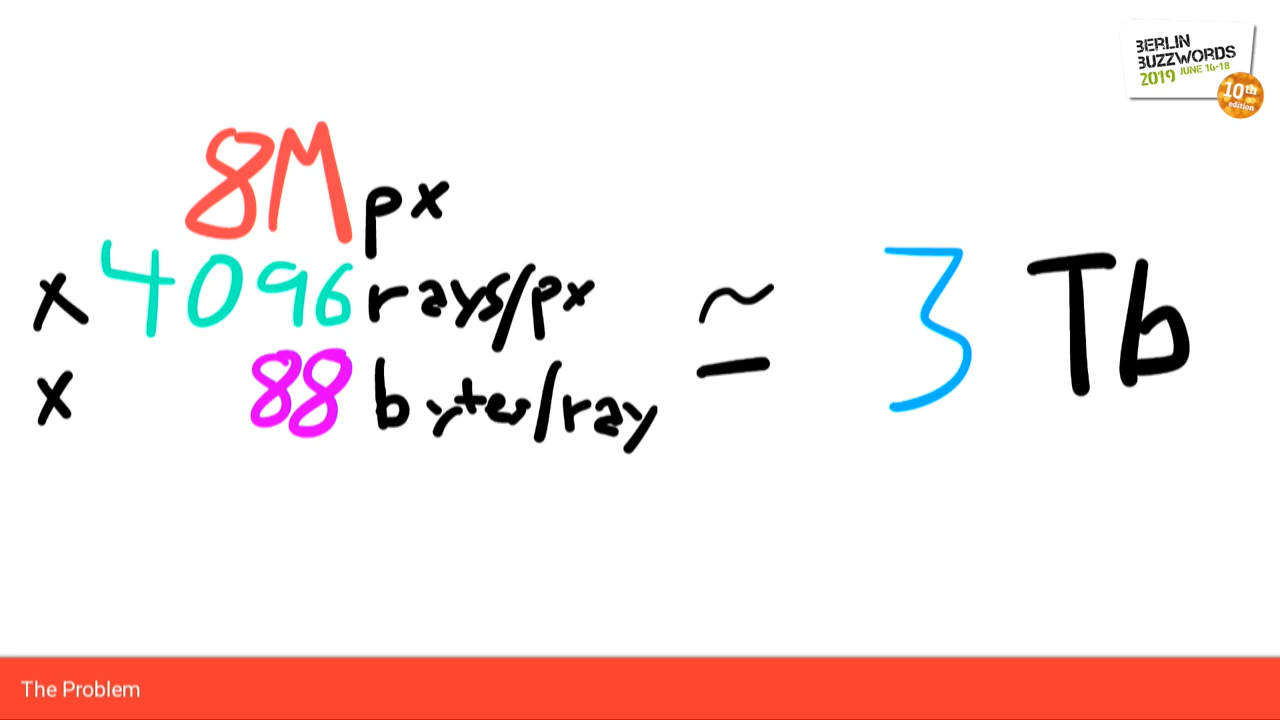 BERLIN
BUZZWORDS
2019 JUNE 16-18
10th
edition
8M px
x 4096 rays/px ≃ 3 Tb
x 88 bytes/ray
The Problem